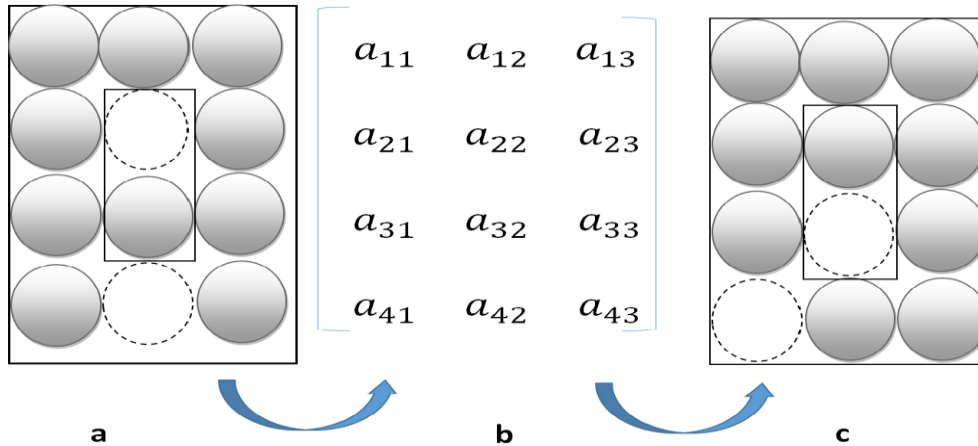 a₁₁ a₁₂ a₁₃
a₂₁ a₂₂ a₂₃
a₃₁ a₃₂ a₃₃
a₄₁ a₄₂ a₄₃
a b c